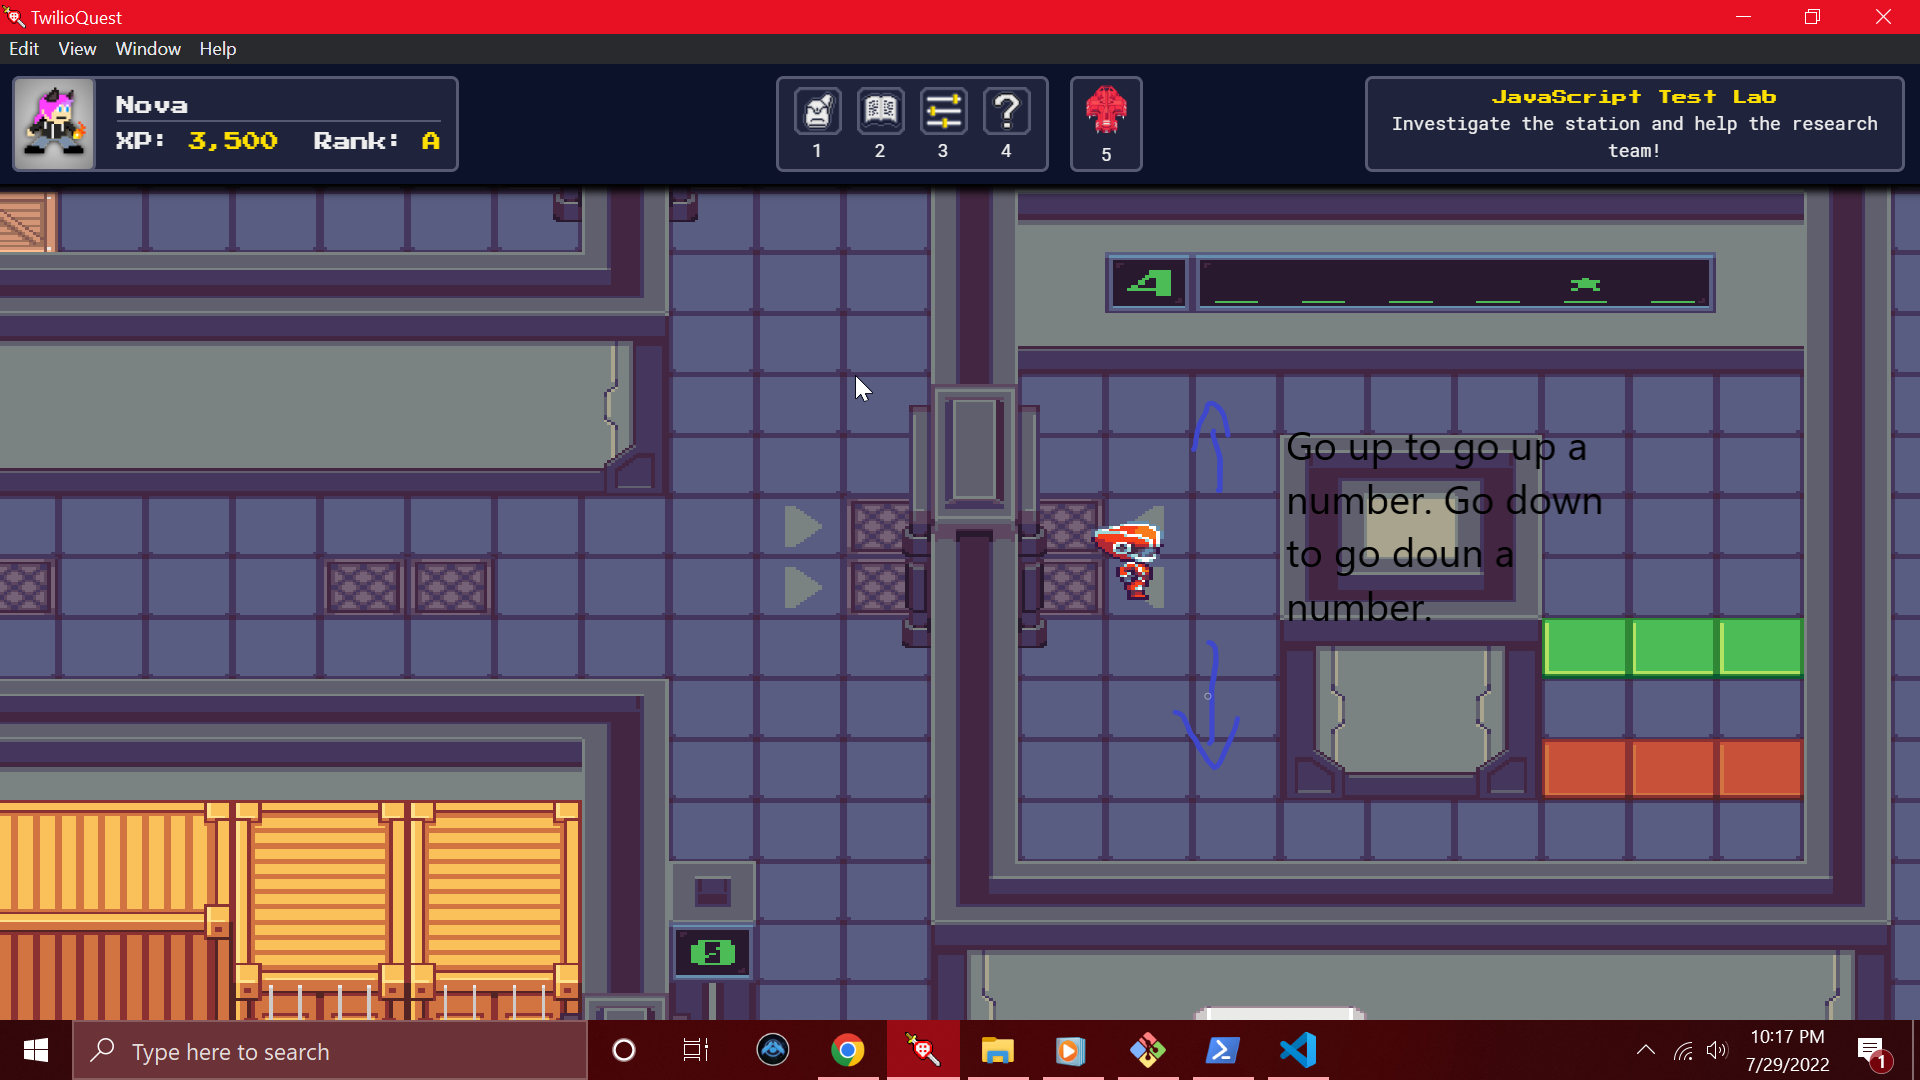 TwilioQuest
Edit View Window Help
Nova
XP: 3,500 Rank: A
1 2 3 4
5
JavaScript Test Lab
Investigate the station and help the research
team!
Go up to go up a
number. Go down
to go doun a
number.
Type here to search
10:17 PM
7/29/2022
1